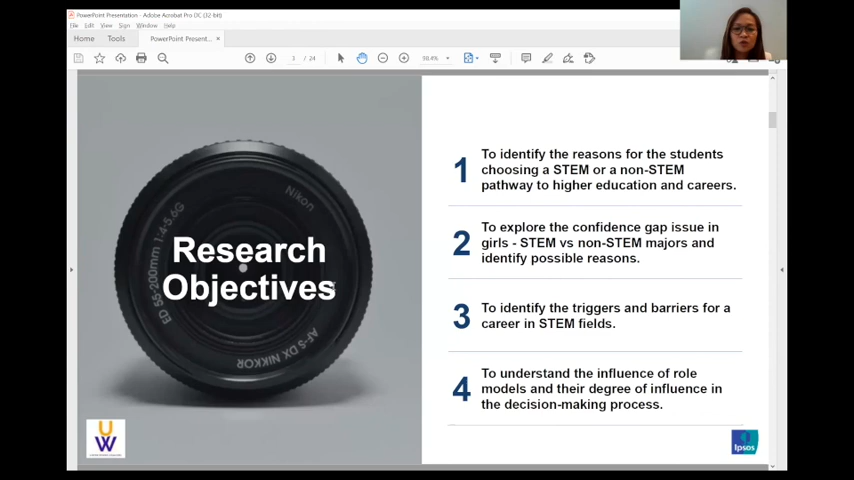 PowerPoint Presentation - Adobe Acrobat Pro DC (32-bit)
File Edit View Sign Window Help
Home Tools PowerPoint Present... ×
3 / 24 98.4%
Research
Objectives
Nikon
ED 55-200mm 1:4-5.6G
AF-S DX NIKKOR
1 To identify the reasons for the students
choosing a STEM or a non-STEM
pathway to higher education and careers.
2 To explore the confidence gap issue in
girls - STEM vs non-STEM majors and
identify possible reasons.
3 To identify the triggers and barriers for a
career in STEM fields.
4 To understand the influence of role
models and their degree of influence in
the decision-making process.
UW
Ipsos